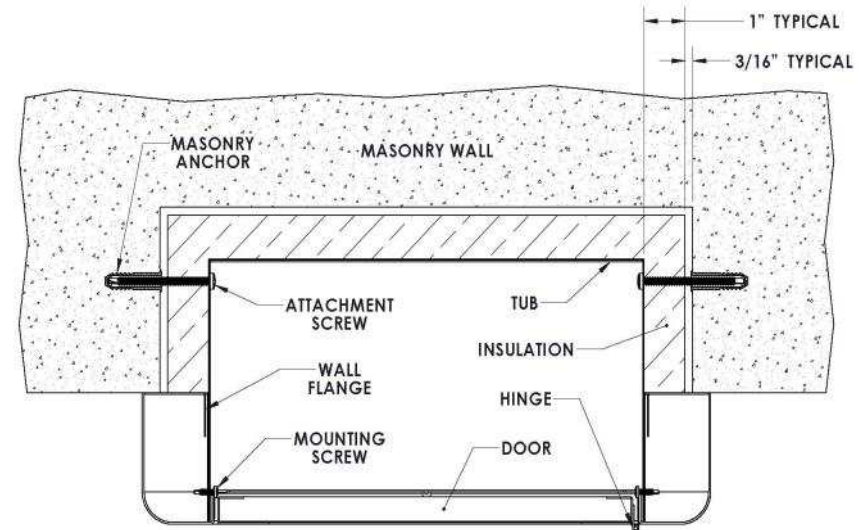 1" TYPICAL
3/16" TYPICAL
MASONRY
ANCHOR
MASONRY WALL
ATTACHMENT
SCREW
TUB
INSULATION
WALL
FLANGE
HINGE
MOUNTING
SCREW
DOOR